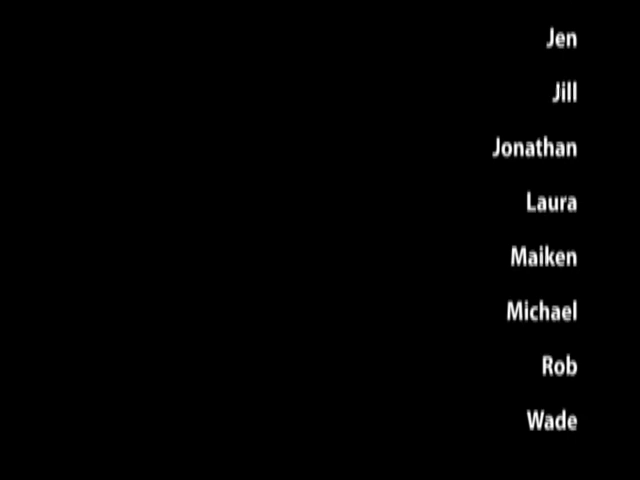 Jen
Jill
Jonathan
Laura
Maiken
Michael
Rob
Wade